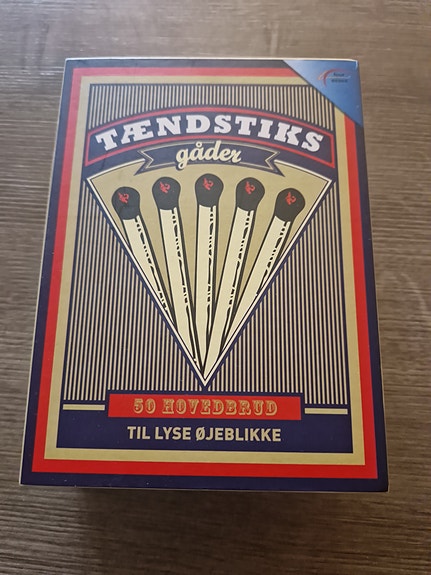 TÆNDSTIKS
gåder
50 HOVEDBRUD
TIL LYSE ØJEBLIKKE